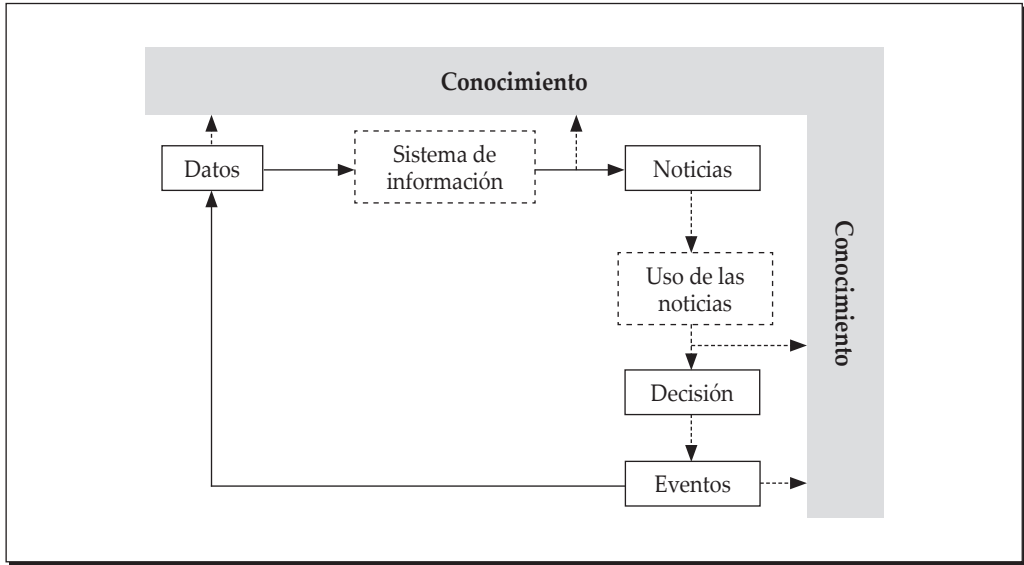 Conocimiento
Datos
Sistema de
información
Noticias
Uso de las
noticias
Conocimiento
Decisión
Eventos